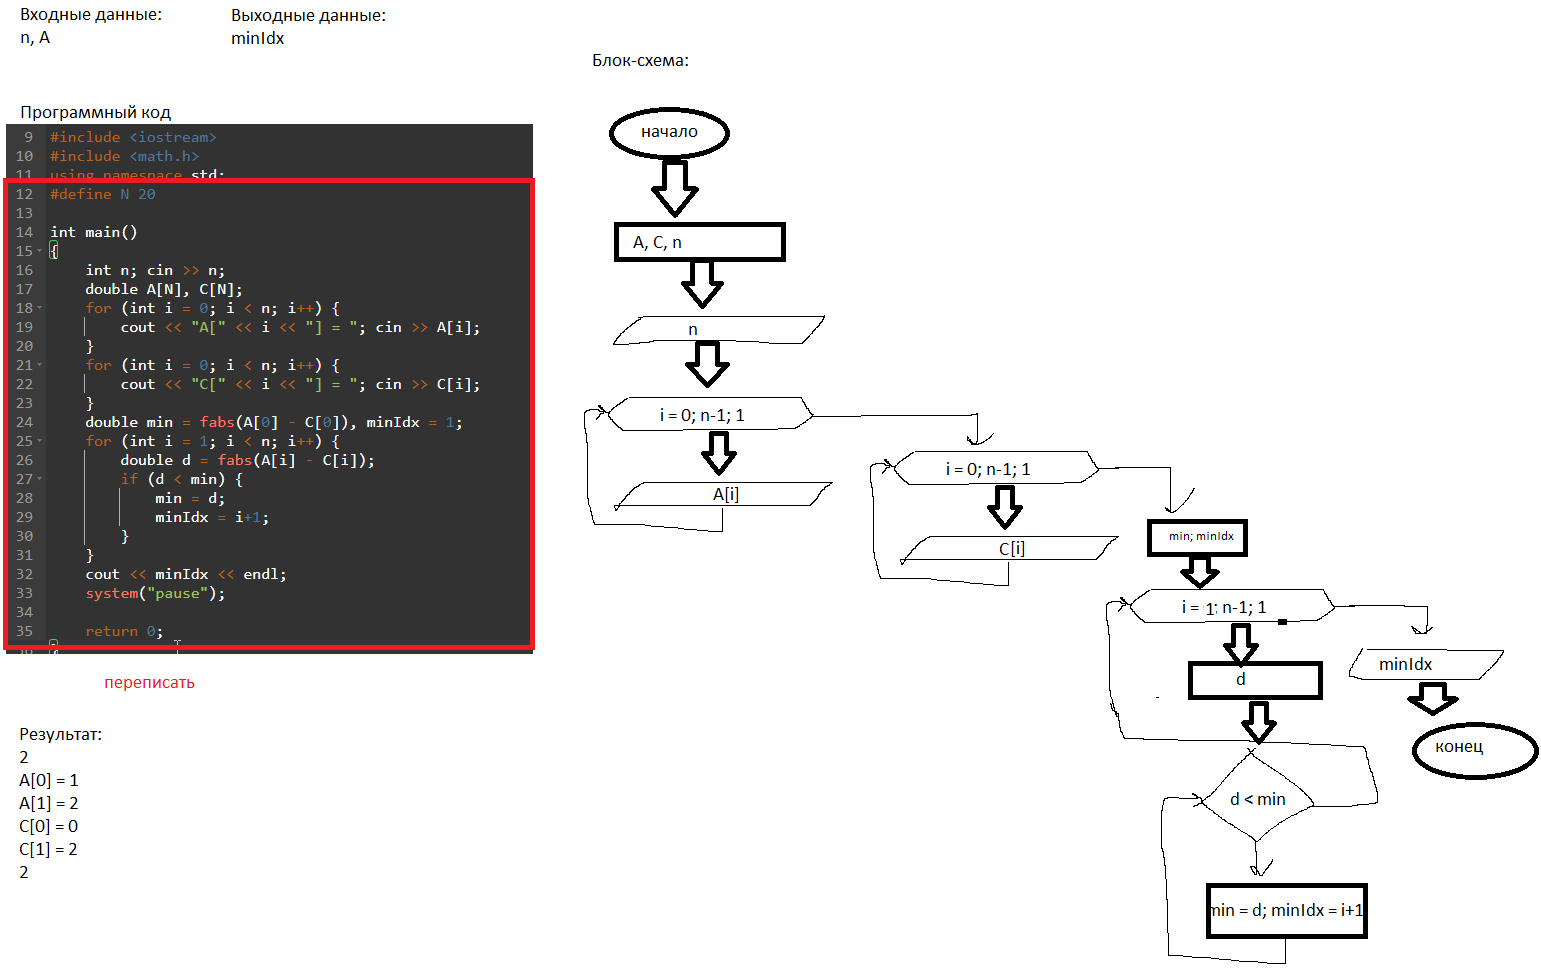 Входные данные:
n, A
Выходные данные:
minIdx
Блок-схема:
Программный код
9 #include <iostream>
10 #include <math.h>
11 using namespace std;
12 #define N 20
13
14 int main()
15 {
16     int n; cin >> n;
17     double A[N], C[N];
18     for (int i = 0; i < n; i++) {
19         cout << "A[" << i << "] = "; cin >> A[i];
20     }
21     for (int i = 0; i < n; i++) {
22         cout << "C[" << i << "] = "; cin >> C[i];
23     }
24     double min = fabs(A[0] - C[0]), minIdx = 1;
25     for (int i = 1; i < n; i++) {
26         double d = fabs(A[i] - C[i]);
27         if (d < min) {
28             min = d;
29             minIdx = i+1;
30         }
31     }
32     cout << minIdx << endl;
33     system("pause");
34
35     return 0;
переписать
Результат:
2
A[0] = 1
A[1] = 2
C[0] = 0
C[1] = 2
2
начало
A, C, n
n
i = 0; n-1; 1
A[i]
i = 0; n-1; 1
C[i]
min; minIdx
i = 1; n-1; 1
d
d < min
min = d; minIdx = i+1
minIdx
конец